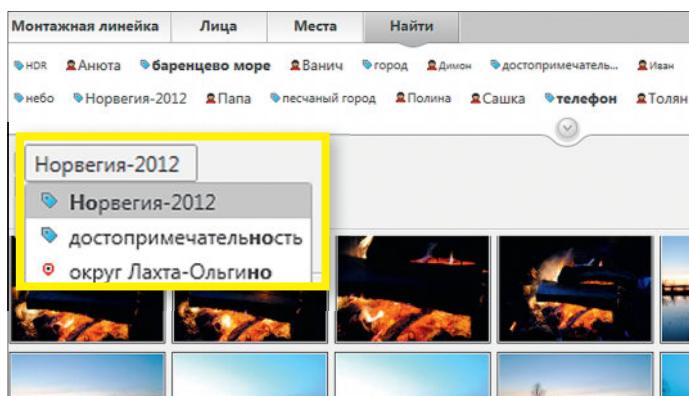 Монтажная линейка Лица Места Найти
HDR Анюта баренцево море Ванич город Димон достопримечатель... Иван
небо Норвегия-2012 Папа песчаный город Полина Сашка телефон Толян
Норвегия-2012
Норвегия-2012
достопримечательность
округ Лахта-Ольгино